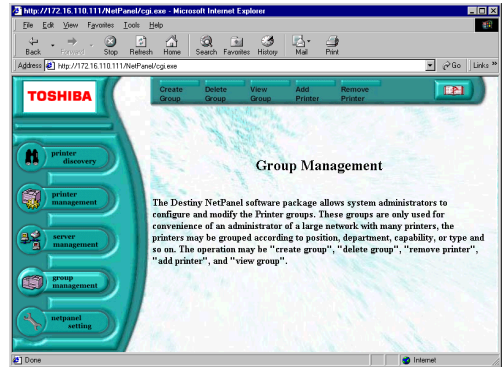 http://172.16.110.111/NetPanel/cgi.exe - Microsoft Internet Explorer
File Edit View Favorites Tools Help
Back Forward Stop Refresh Home Search Favorites History Mail Print
Address http://172.16.110.111/NetPanel/cgi.exe Go Links »
TOSHIBA
Create Group
Delete Group
View Group
Add Printer
Remove Printer
printer
discovery
printer
management
server
management
group
management
netpanel
setting
Group Management
The Destiny NetPanel software package allows system administrators to
configure and modify the Printer groups. These groups are only used for
convenience of an administrator of a large network with many printers, the
printers may be grouped according to position, department, capability, or type and
so on. The operation may be "create group", "delete group", "remove printer",
"add printer", and "view group".
Done
Internet